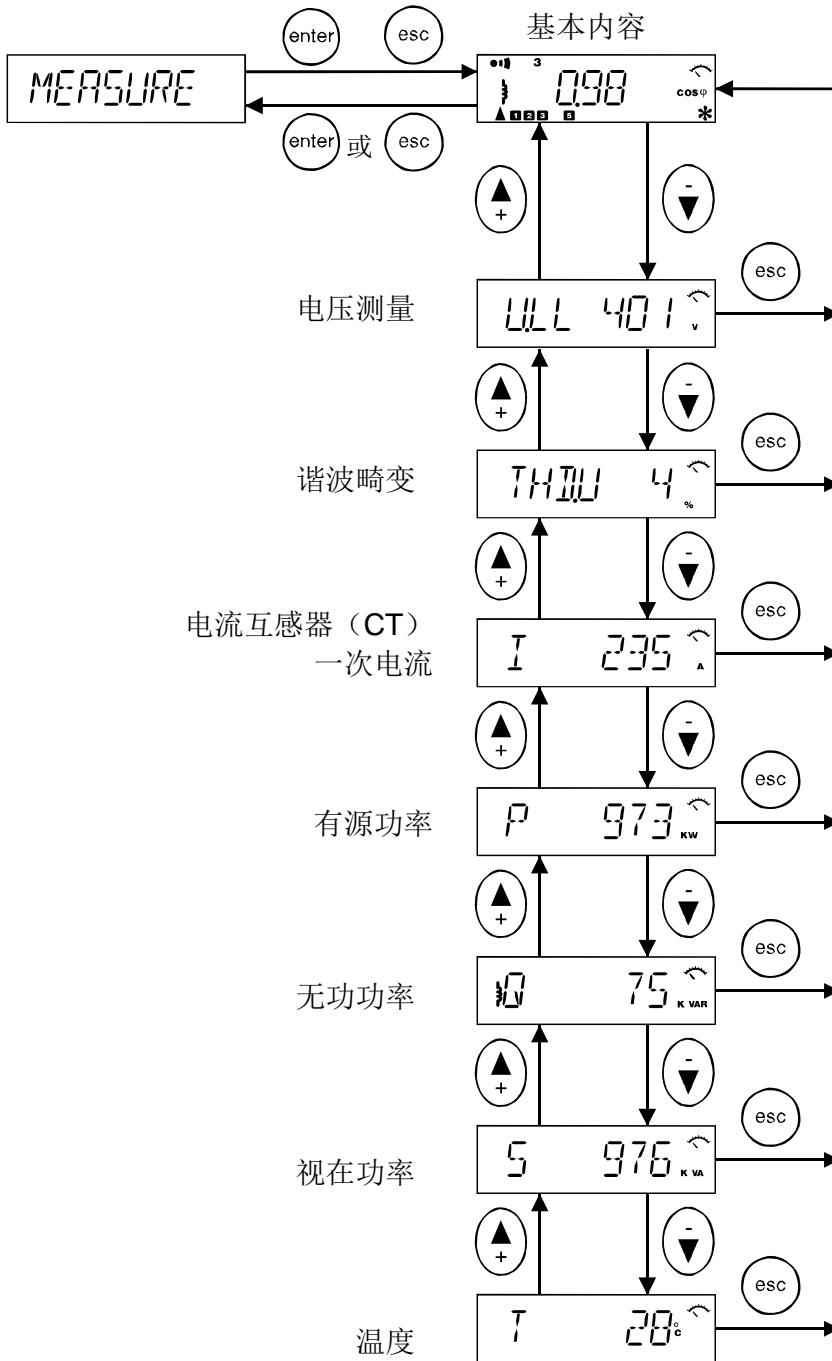 基本内容
enter esc
MEASURE
3
0.98
cosφ
1 2 3 5
enter 或 esc
+ -
esc
电压测量
U.LL 401 V
+ -
esc
谐波畸变
THD.U 4 %
+ -
esc
电流互感器（CT）
一次电流
I 235 A
+ -
esc
有源功率
P 973 KW
+ -
esc
无功功率
Q 75 K VAR
+ -
esc
视在功率
S 976 K VA
+ -
esc
温度
T 28 °C